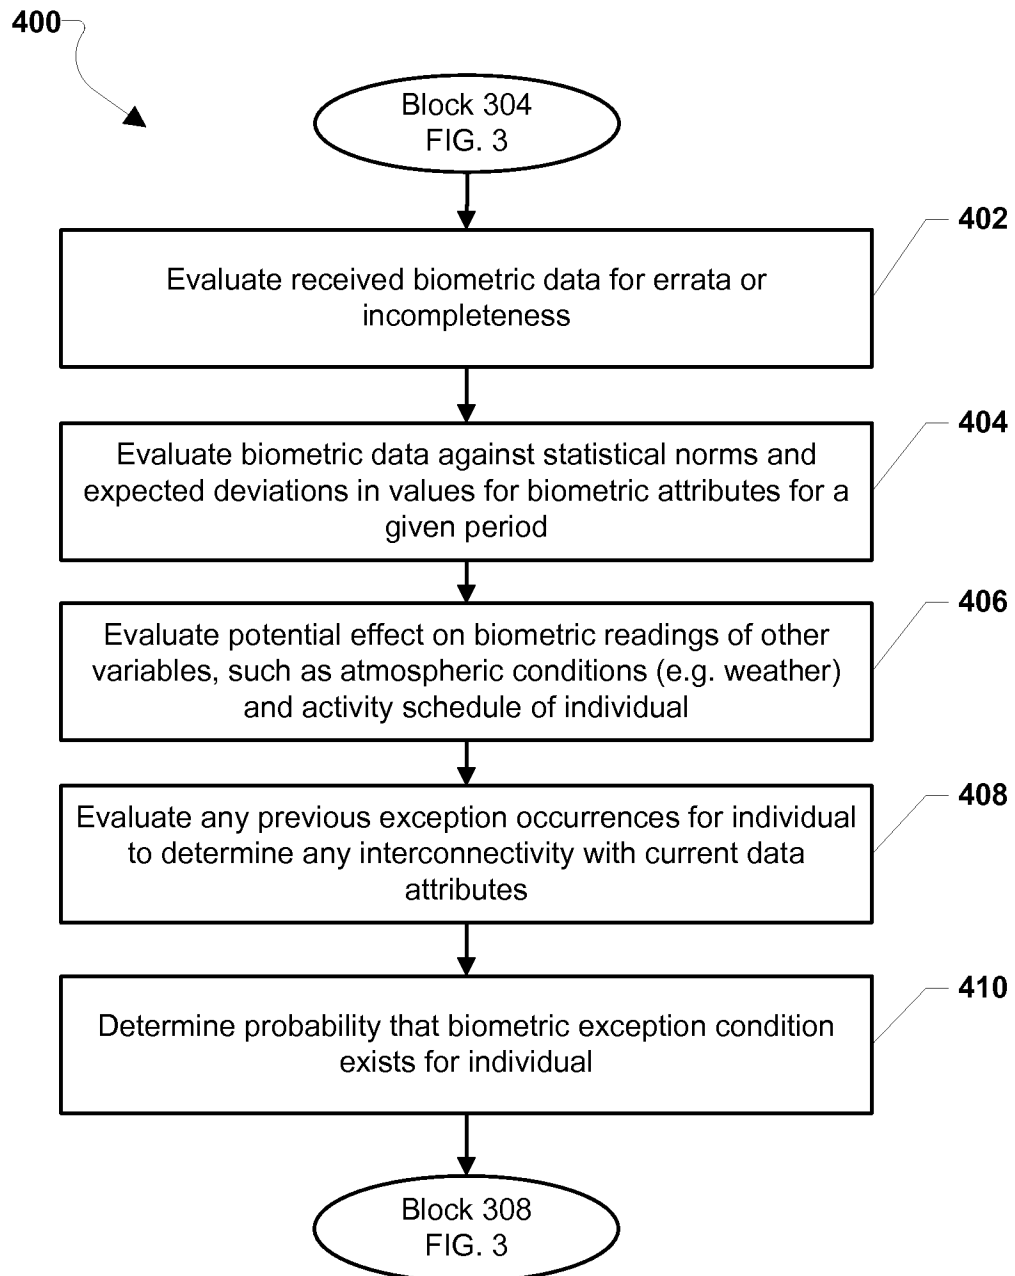 400
Block 304
FIG. 3
402
Evaluate received biometric data for errata or
incompleteness
404
Evaluate biometric data against statistical norms and
expected deviations in values for biometric attributes for a
given period
406
Evaluate potential effect on biometric readings of other
variables, such as atmospheric conditions (e.g. weather)
and activity schedule of individual
408
Evaluate any previous exception occurrences for individual
to determine any interconnectivity with current data
attributes
410
Determine probability that biometric exception condition
exists for individual
Block 308
FIG. 3